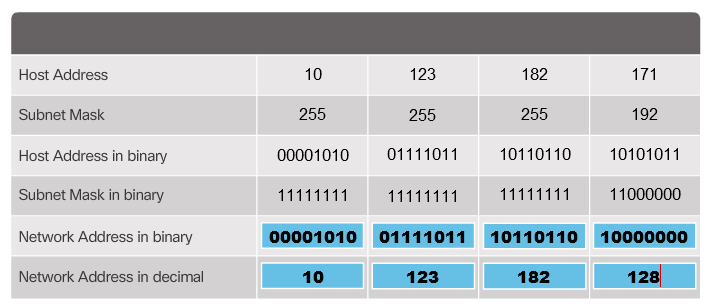 Host Address 10 123 182 171
Subnet Mask 255 255 255 192
Host Address in binary 00001010 01111011 10110110 10101011
Subnet Mask in binary 11111111 11111111 11111111 11000000
Network Address in binary 00001010 01111011 10110110 10000000
Network Address in decimal 10 123 182 128